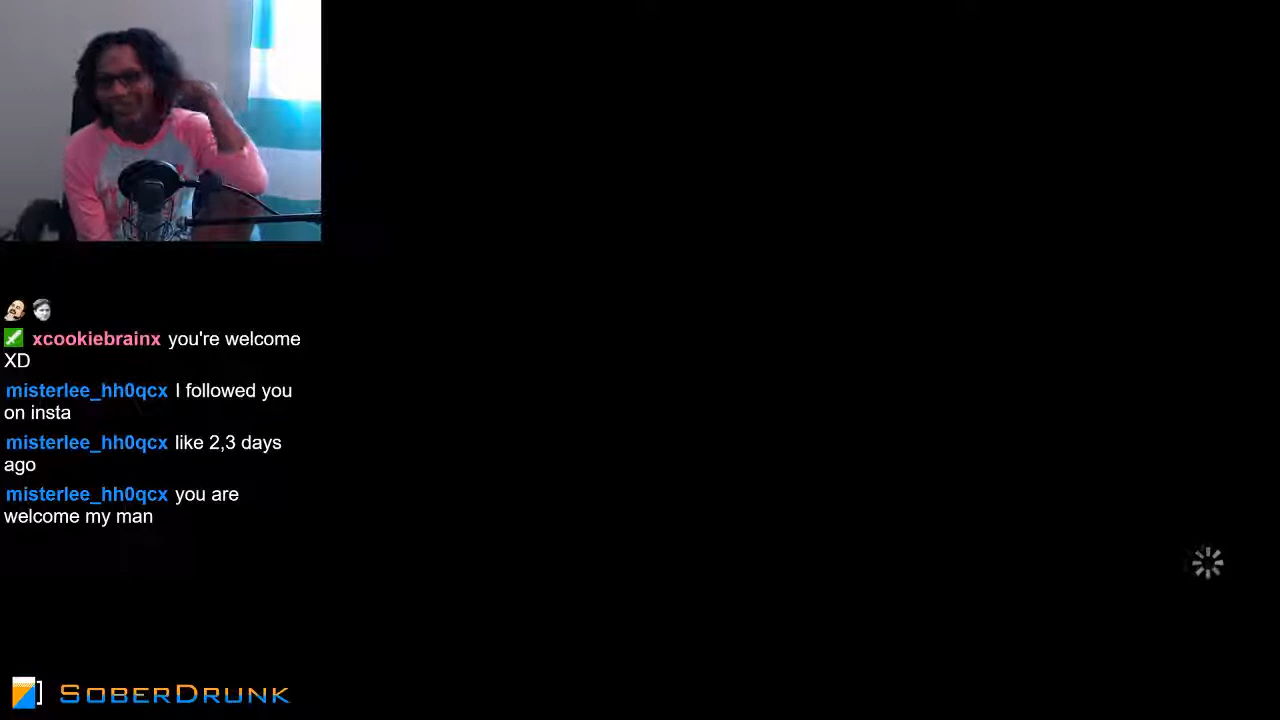 xcookiebrainx you're welcome
XD
misterlee_hh0qcx I followed you
on insta
misterlee_hh0qcx like 2,3 days
ago
misterlee_hh0qcx you are
welcome my man
SOBERDRUNK